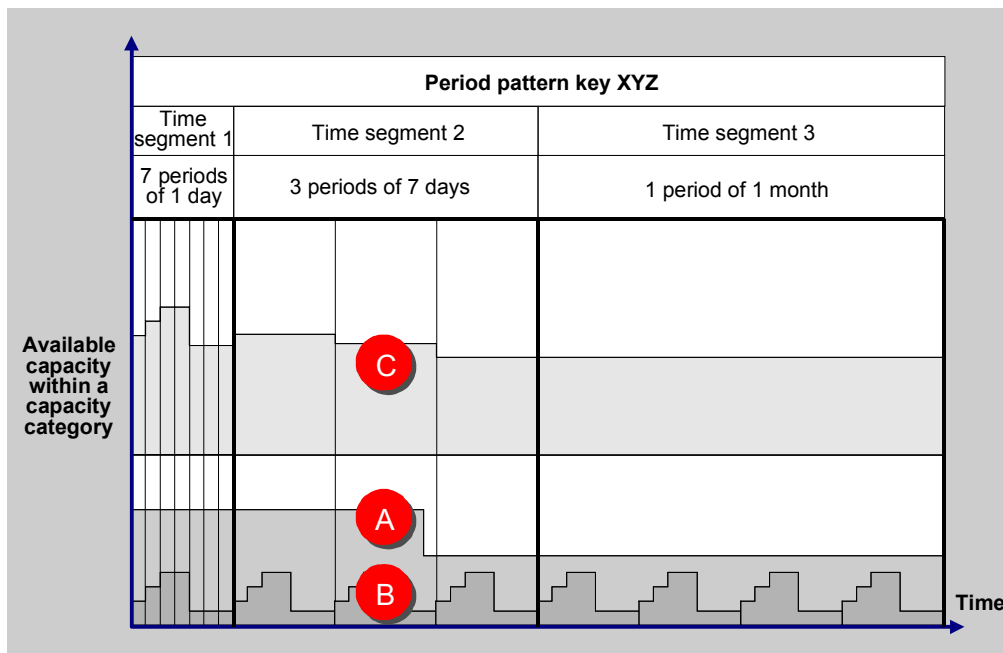 Period pattern key XYZ
Time
segment 1
Time segment 2
Time segment 3
7 periods
of 1 day
3 periods of 7 days
1 period of 1 month
Available
capacity
within a
capacity
category
C
A
B
Time